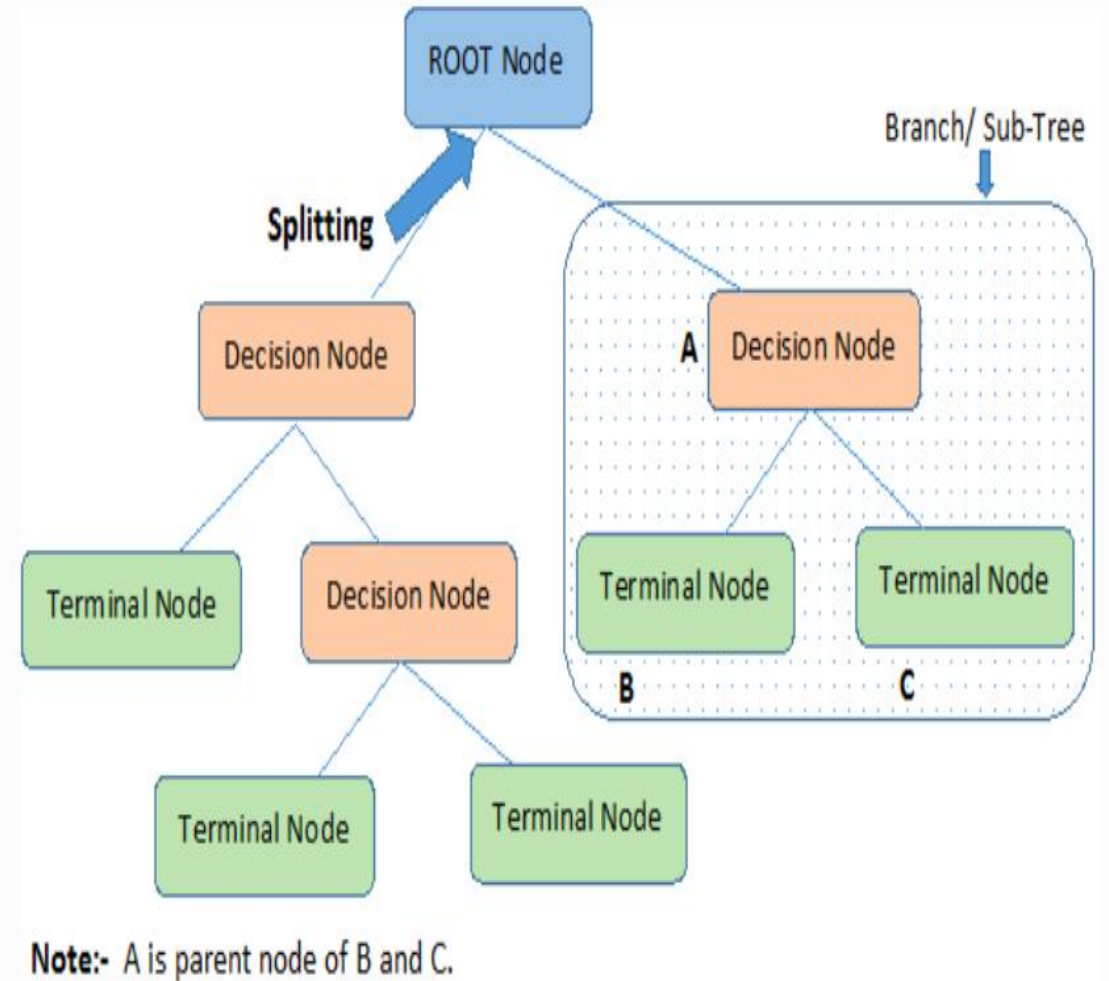 ROOT Node
Branch/ Sub-Tree
Splitting
Decision Node
A
Decision Node
Terminal Node
Decision Node
Terminal Node
Terminal Node
B
C
Terminal Node
Terminal Node
Note:- A is parent node of B and C.